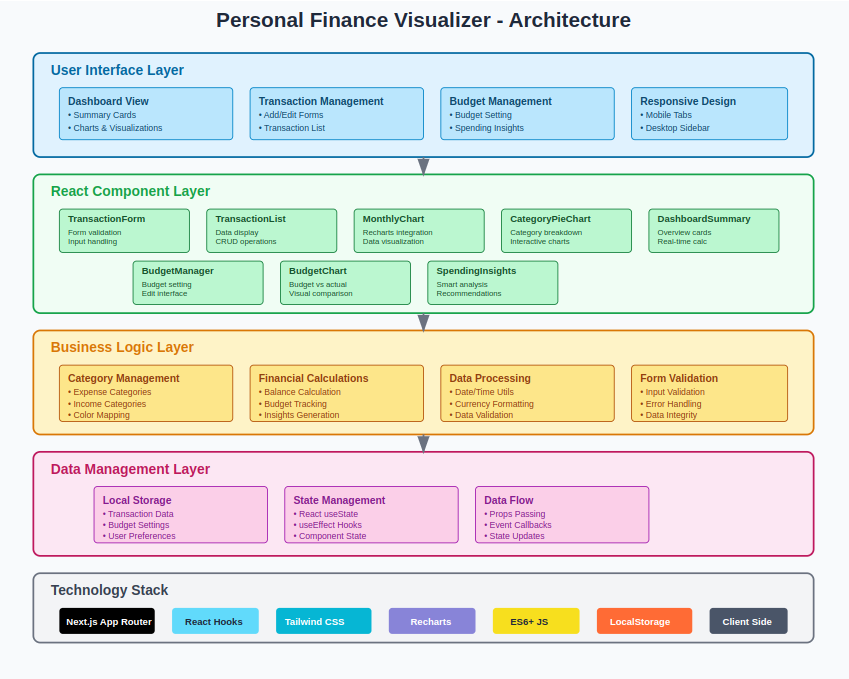 Personal Finance Visualizer - Architecture
User Interface Layer
Dashboard View
• Summary Cards
• Charts & Visualizations
Transaction Management
• Add/Edit Forms
• Transaction List
Budget Management
• Budget Setting
• Spending Insights
Responsive Design
• Mobile Tabs
• Desktop Sidebar
React Component Layer
TransactionForm
Form validation
Input handling
TransactionList
Data display
CRUD operations
MonthlyChart
Recharts integration
Data visualization
CategoryPieChart
Category breakdown
Interactive charts
DashboardSummary
Overview cards
Real-time calc
BudgetManager
Budget setting
Edit interface
BudgetChart
Budget vs actual
Visual comparison
SpendingInsights
Smart analysis
Recommendations
Business Logic Layer
Category Management
• Expense Categories
• Income Categories
• Color Mapping
Financial Calculations
• Balance Calculation
• Budget Tracking
• Insights Generation
Data Processing
• Date/Time Utils
• Currency Formatting
• Data Validation
Form Validation
• Input Validation
• Error Handling
• Data Integrity
Data Management Layer
Local Storage
• Transaction Data
• Budget Settings
• User Preferences
State Management
• React useState
• useEffect Hooks
• Component State
Data Flow
• Props Passing
• Event Callbacks
• State Updates
Technology Stack
Next.js App Router
React Hooks
Tailwind CSS
Recharts
ES6+ JS
LocalStorage
Client Side